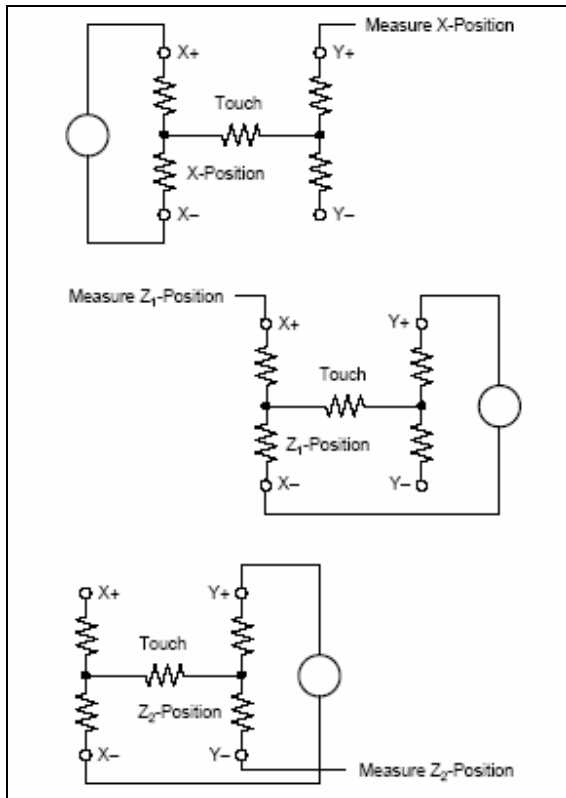 Measure X-Position
X+ Y+
Touch
X-Position
X– Y–
Measure Z₁-Position
X+ Y+
Touch
Z₁-Position
X– Y–
X+ Y+
Touch
Z₂-Position
X– Y–
Measure Z₂-Position